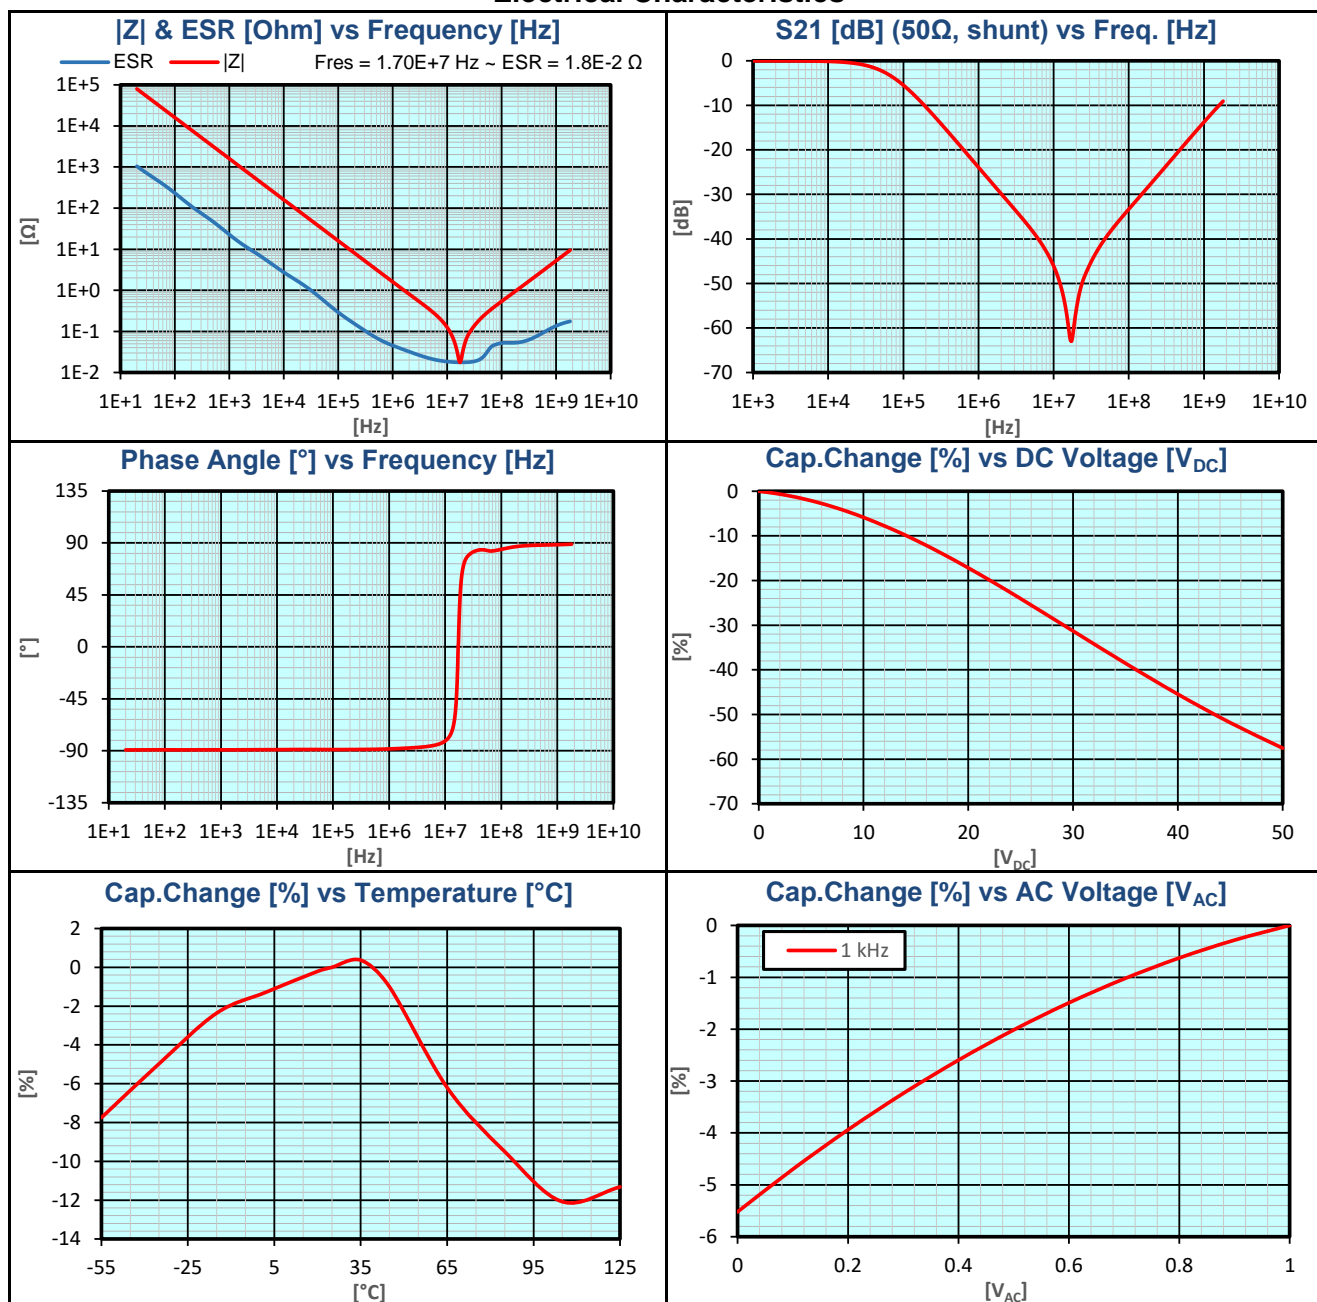 Electrical Characteristics
|Z| & ESR [Ohm] vs Frequency [Hz]
ESR |Z| Fres = 1.70E+7 Hz ~ ESR = 1.8E-2 Ω
1E+5
1E+4
1E+3
1E+2
1E+1
1E+0
1E-1
1E-2
[Ω]
1E+1 1E+2 1E+3 1E+4 1E+5 1E+6 1E+7 1E+8 1E+9 1E+10
[Hz]
S21 [dB] (50Ω, shunt) vs Freq. [Hz]
0
-10
-20
-30
-40
-50
-60
-70
[dB]
1E+3 1E+4 1E+5 1E+6 1E+7 1E+8 1E+9 1E+10
[Hz]
Phase Angle [°] vs Frequency [Hz]
135
90
45
0
-45
-90
-135
[°]
1E+1 1E+2 1E+3 1E+4 1E+5 1E+6 1E+7 1E+8 1E+9 1E+10
[Hz]
Cap.Change [%] vs DC Voltage [VDC]
0
-10
-20
-30
-40
-50
-60
-70
[%]
0 10 20 30 40 50
[VDC]
Cap.Change [%] vs Temperature [°C]
2
0
-2
-4
-6
-8
-10
-12
-14
[%]
-55 -25 5 35 65 95 125
[°C]
Cap.Change [%] vs AC Voltage [VAC]
1 kHz
0
-1
-2
-3
-4
-5
-6
[%]
0 0.2 0.4 0.6 0.8 1
[VAC]